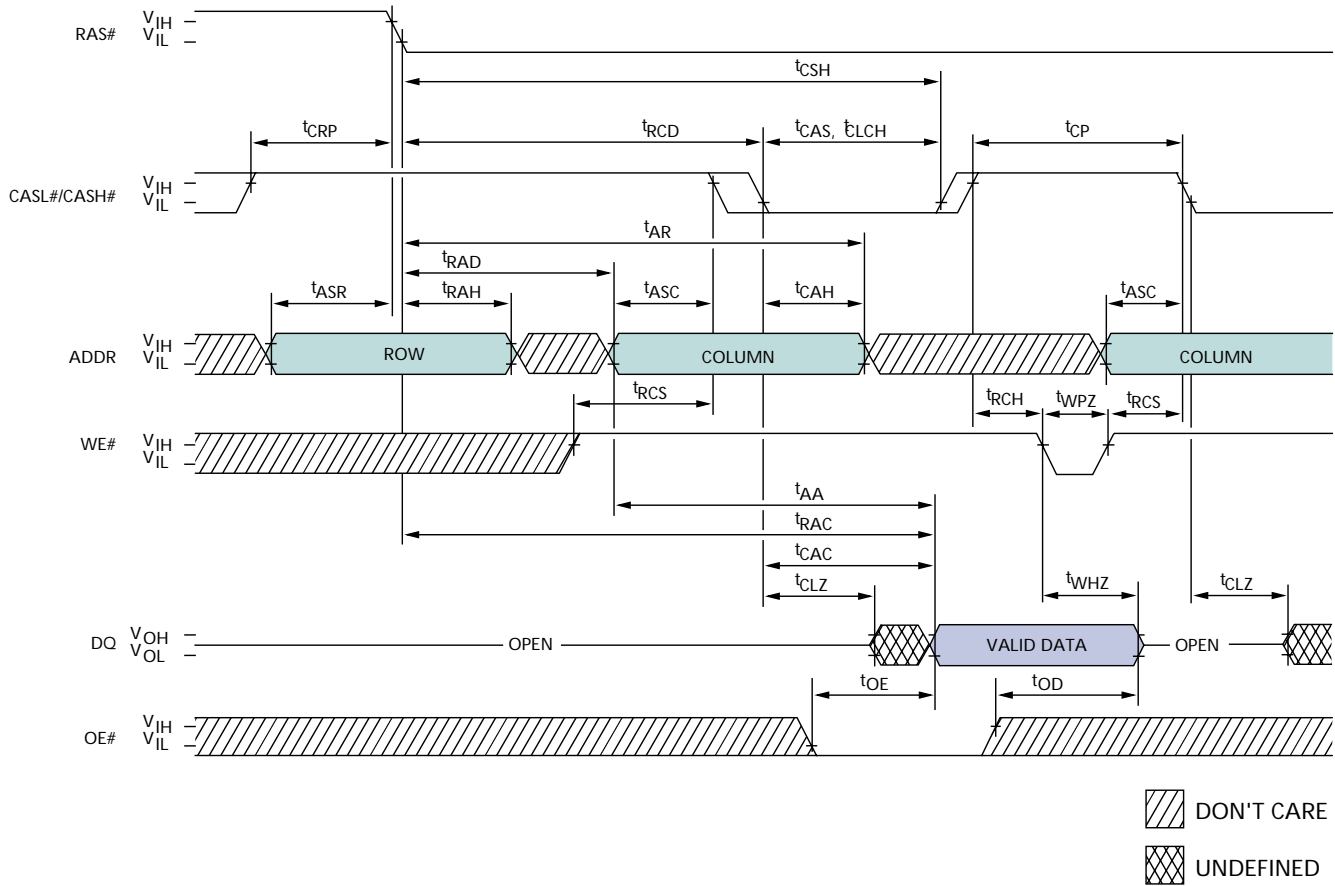 RAS# VIH VIL
tCSH
tCRP tRCD tCAS, tCLCH tCP
CASL#/CASH# VIH VIL
tAR
tRAD
tASR tRAH tASC tCAH tASC
ADDR VIH VIL ROW COLUMN COLUMN
tRCS tRCH tWPZ tRCS
WE# VIH VIL
tAA
tRAC
tCAC
tCLZ tWHZ tCLZ
DQ VOH VOL OPEN VALID DATA OPEN
tOE tOD
OE# VIH VIL
DON'T CARE
UNDEFINED